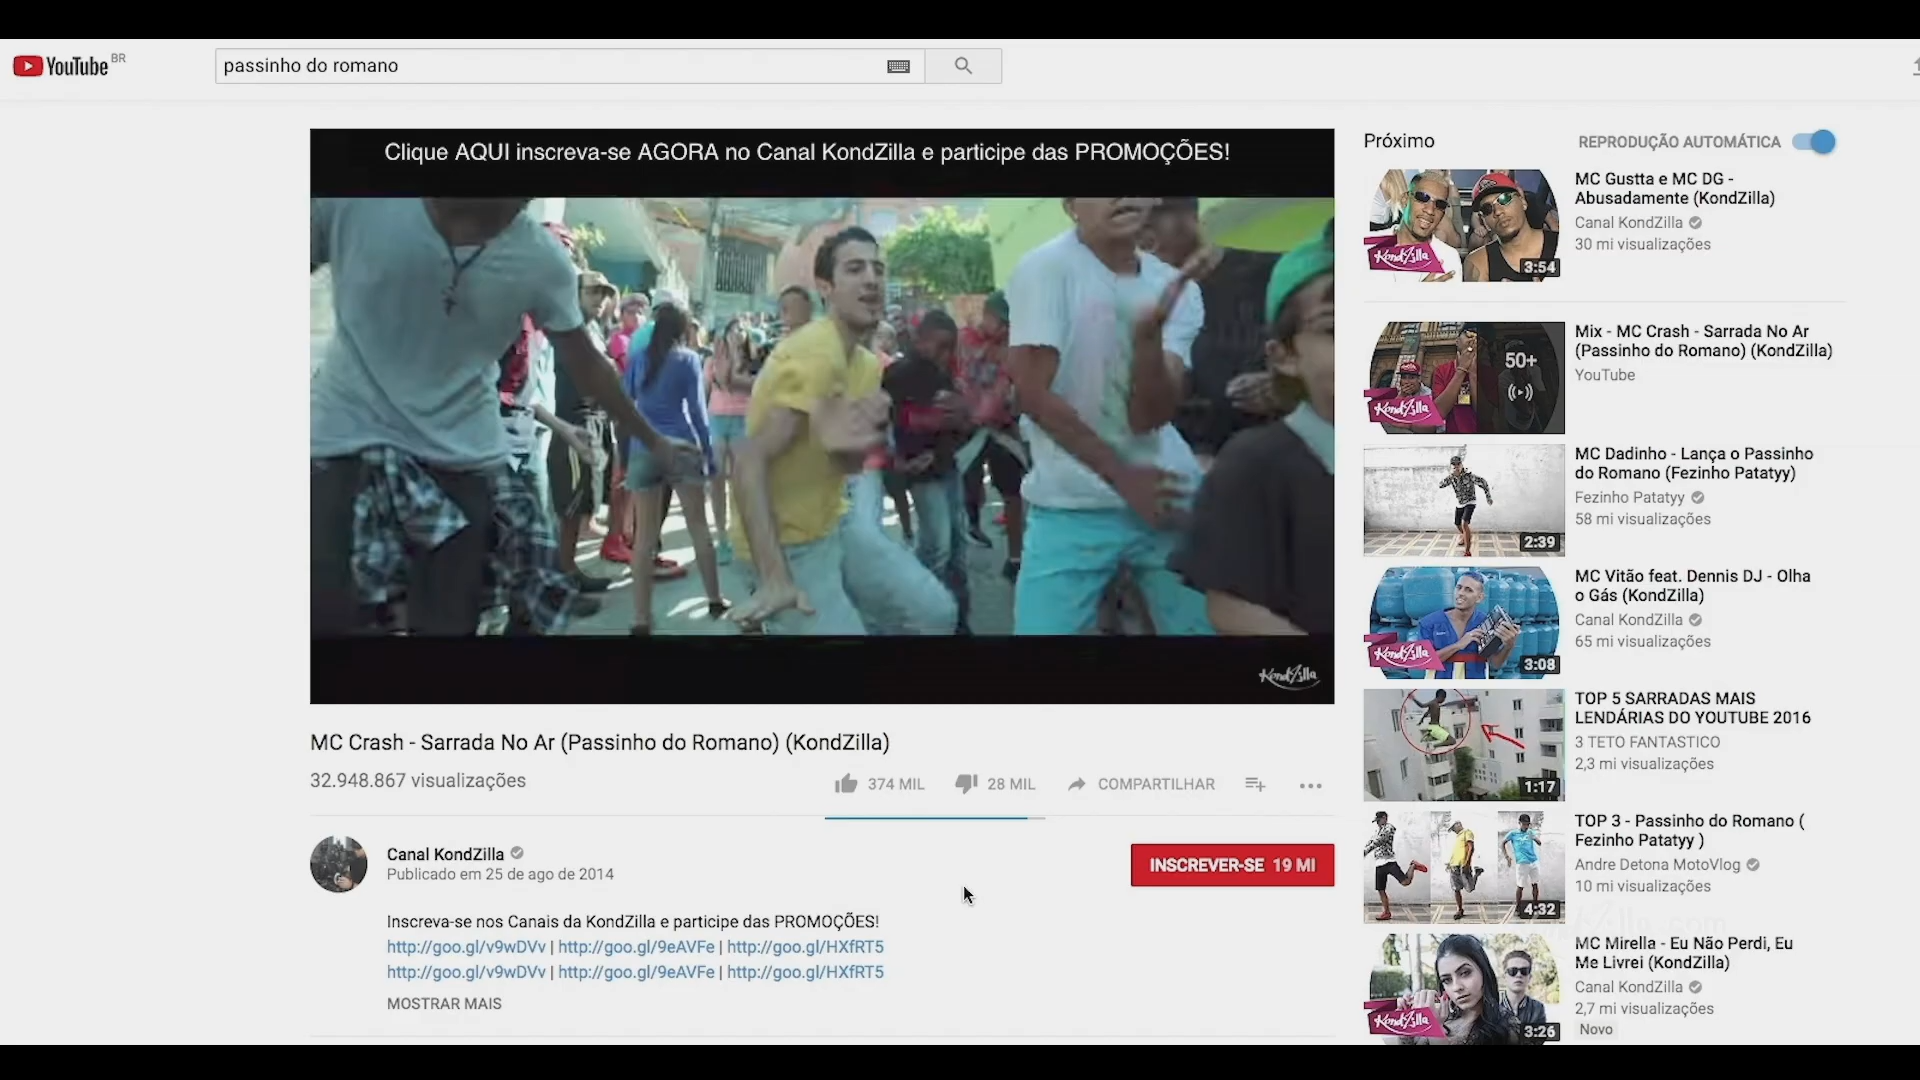 YouTube BR
passinho do romano
Clique AQUI inscreva-se AGORA no Canal KondZilla e participe das PROMOÇÕES!
KondZilla
MC Crash - Sarrada No Ar (Passinho do Romano) (KondZilla)
32.948.867 visualizações
374 MIL
28 MIL
COMPARTILHAR
Canal KondZilla
Publicado em 25 de ago de 2014
INSCREVER-SE 19 MI
Inscreva-se nos Canais da KondZilla e participe das PROMOÇÕES!
http://goo.gl/v9wDVv | http://goo.gl/9eAVFe | http://goo.gl/HXfRT5
http://goo.gl/v9wDVv | http://goo.gl/9eAVFe | http://goo.gl/HXfRT5
MOSTRAR MAIS
Próximo
REPRODUÇÃO AUTOMÁTICA
KondZilla
3:54
MC Gustta e MC DG -
Abusadamente (KondZilla)
Canal KondZilla
30 mi visualizações
KondZilla
50+
Mix - MC Crash - Sarrada No Ar
(Passinho do Romano) (KondZilla)
YouTube
2:39
MC Dadinho - Lança o Passinho
do Romano (Fezinho Patatyy)
Fezinho Patatyy
58 mi visualizações
KondZilla
3:08
MC Vitão feat. Dennis DJ - Olha
o Gás (KondZilla)
Canal KondZilla
65 mi visualizações
1:17
TOP 5 SARRADAS MAIS
LENDÁRIAS DO YOUTUBE 2016
3 TETO FANTASTICO
2,3 mi visualizações
4:32
TOP 3 - Passinho do Romano (
Fezinho Patatyy )
Andre Detona MotoVlog
10 mi visualizações
KondZilla
3:26
MC Mirella - Eu Não Perdi, Eu
Me Livrei (KondZilla)
Canal KondZilla
2,7 mi visualizações
Novo